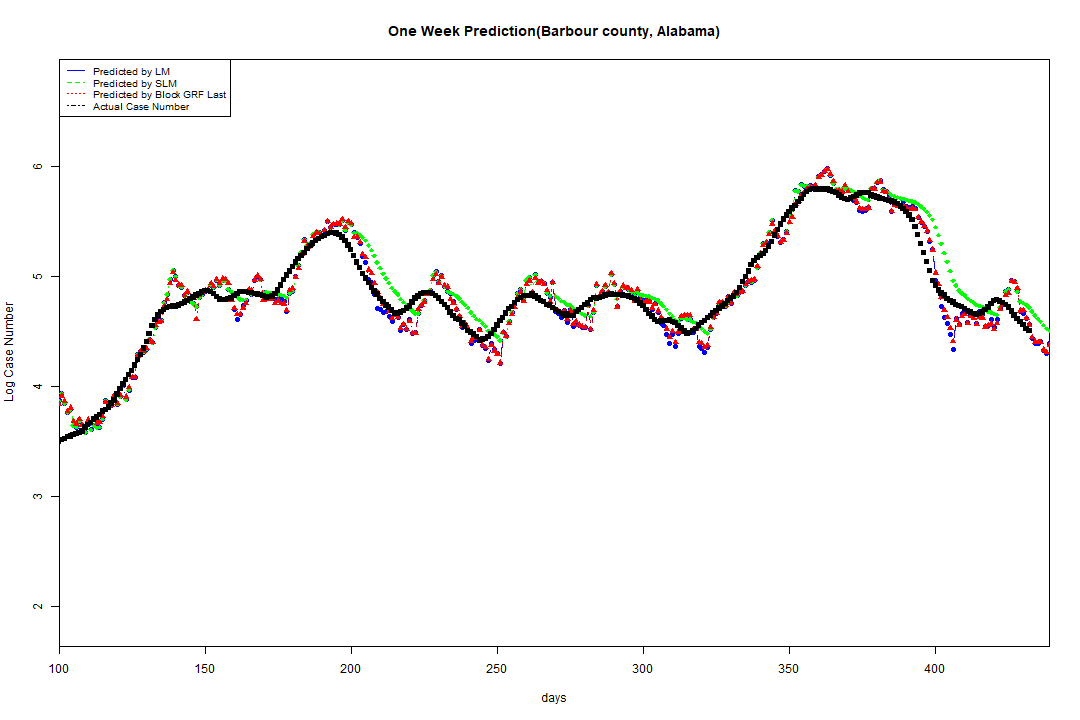 One Week Prediction(Barbour county, Alabama)
Predicted by LM
Predicted by SLM
Predicted by Block GRF Last
Actual Case Number
6
5
4
3
2
Log Case Number
100 150 200 250 300 350 400
days